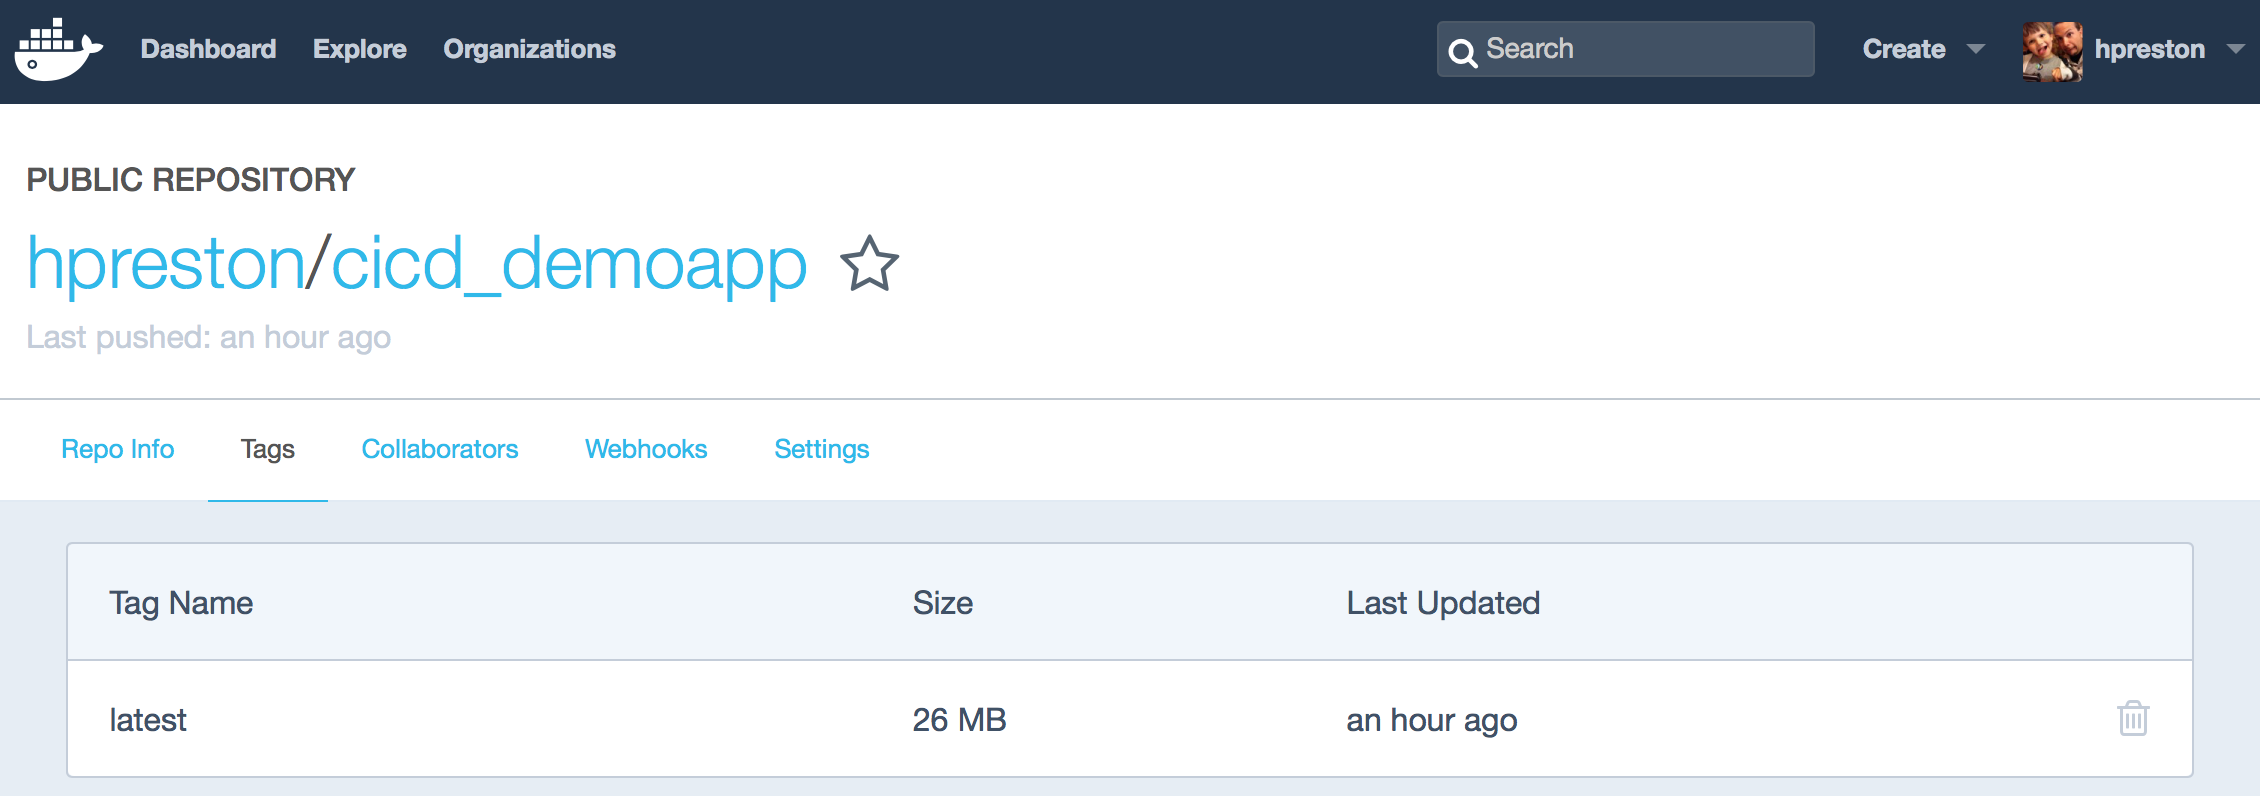 Dashboard Explore Organizations Search Create hpreston
PUBLIC REPOSITORY
hpreston/cicd_demoapp
Last pushed: an hour ago
Repo Info Tags Collaborators Webhooks Settings
Tag Name Size Last Updated
latest 26 MB an hour ago